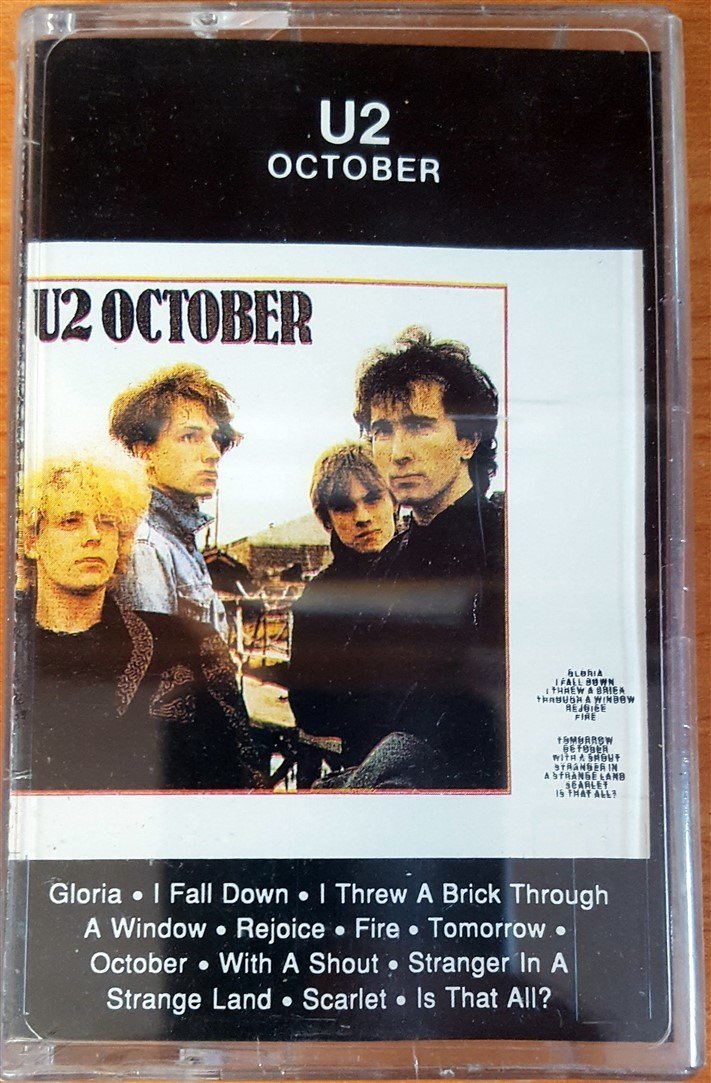 U2
OCTOBER
U2 OCTOBER
GLORIA
I FALL DOWN
I THREW A BRICK
THROUGH A WINDOW
REJOICE
FIRE
TOMORROW
OCTOBER
WITH A SHOUT
STRANGER IN
A STRANGE LAND
SCARLET
IS THAT ALL?
Gloria • I Fall Down • I Threw A Brick Through
A Window • Rejoice • Fire • Tomorrow •
October • With A Shout • Stranger In A
Strange Land • Scarlet • Is That All?